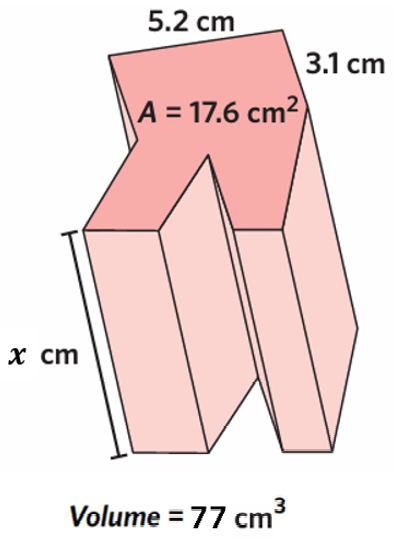 5.2 cm
3.1 cm
A = 17.6 cm²
x cm
Volume = 77 cm³